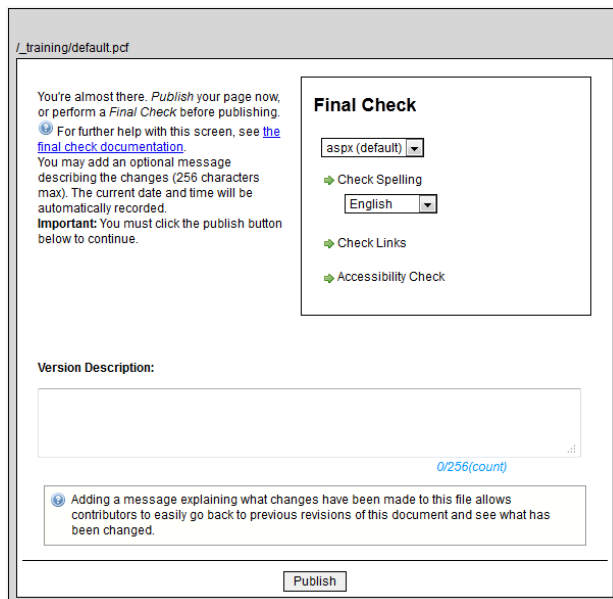 /_training/default.pcf
You're almost there. Publish your page now,
or perform a Final Check before publishing.
For further help with this screen, see the
final check documentation.
You may add an optional message
describing the changes (256 characters
max). The current date and time will be
automatically recorded.
Important: You must click the publish button
below to continue.
Final Check
aspx (default)
Check Spelling
English
Check Links
Accessibility Check
Version Description:
0/256(count)
Adding a message explaining what changes have been made to this file allows
contributors to easily go back to previous revisions of this document and see what has
been changed.
Publish